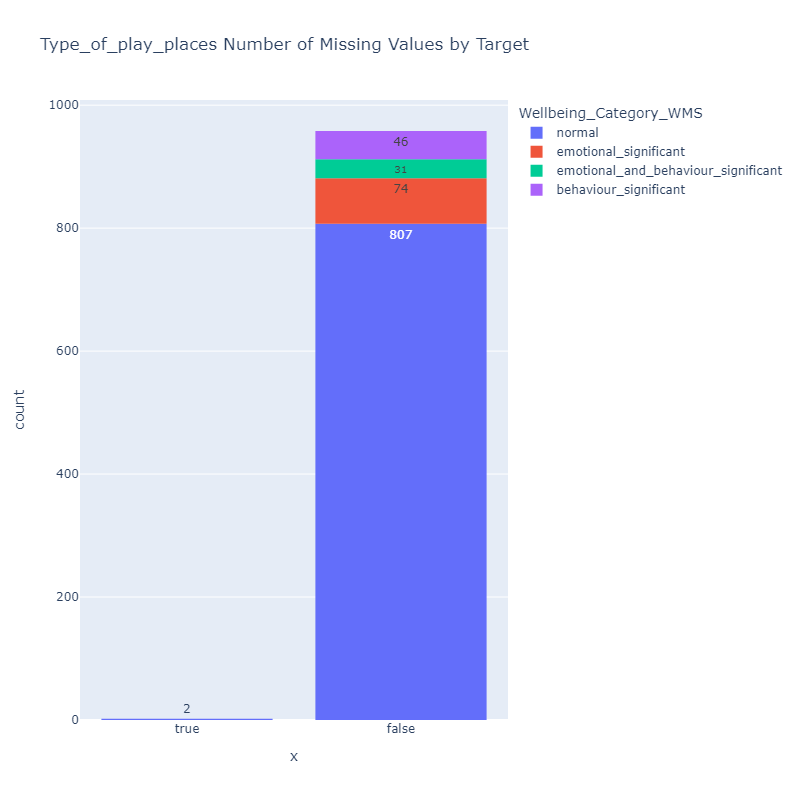 Type_of_play_places Number of Missing Values by Target
Wellbeing_Category_WMS
normal
emotional_significant
emotional_and_behaviour_significant
behaviour_significant
1000
800
600
400
200
0
count
46
31
74
807
2
true
false
x